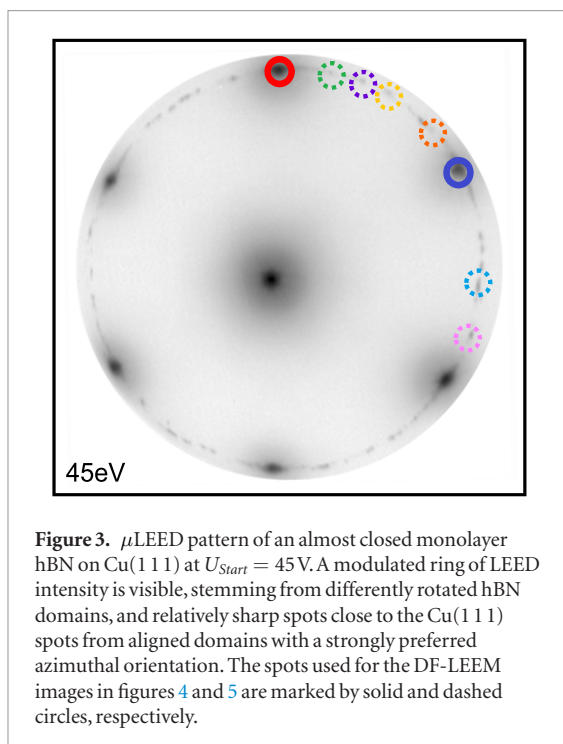 45eV
Figure 3. μLEED pattern of an almost closed monolayer
hBN on Cu(1 1 1) at U_Start = 45 V. A modulated ring of LEED
intensity is visible, stemming from differently rotated hBN
domains, and relatively sharp spots close to the Cu(1 1 1)
spots from aligned domains with a strongly preferred
azimuthal orientation. The spots used for the DF-LEEM
images in figures 4 and 5 are marked by solid and dashed
circles, respectively.